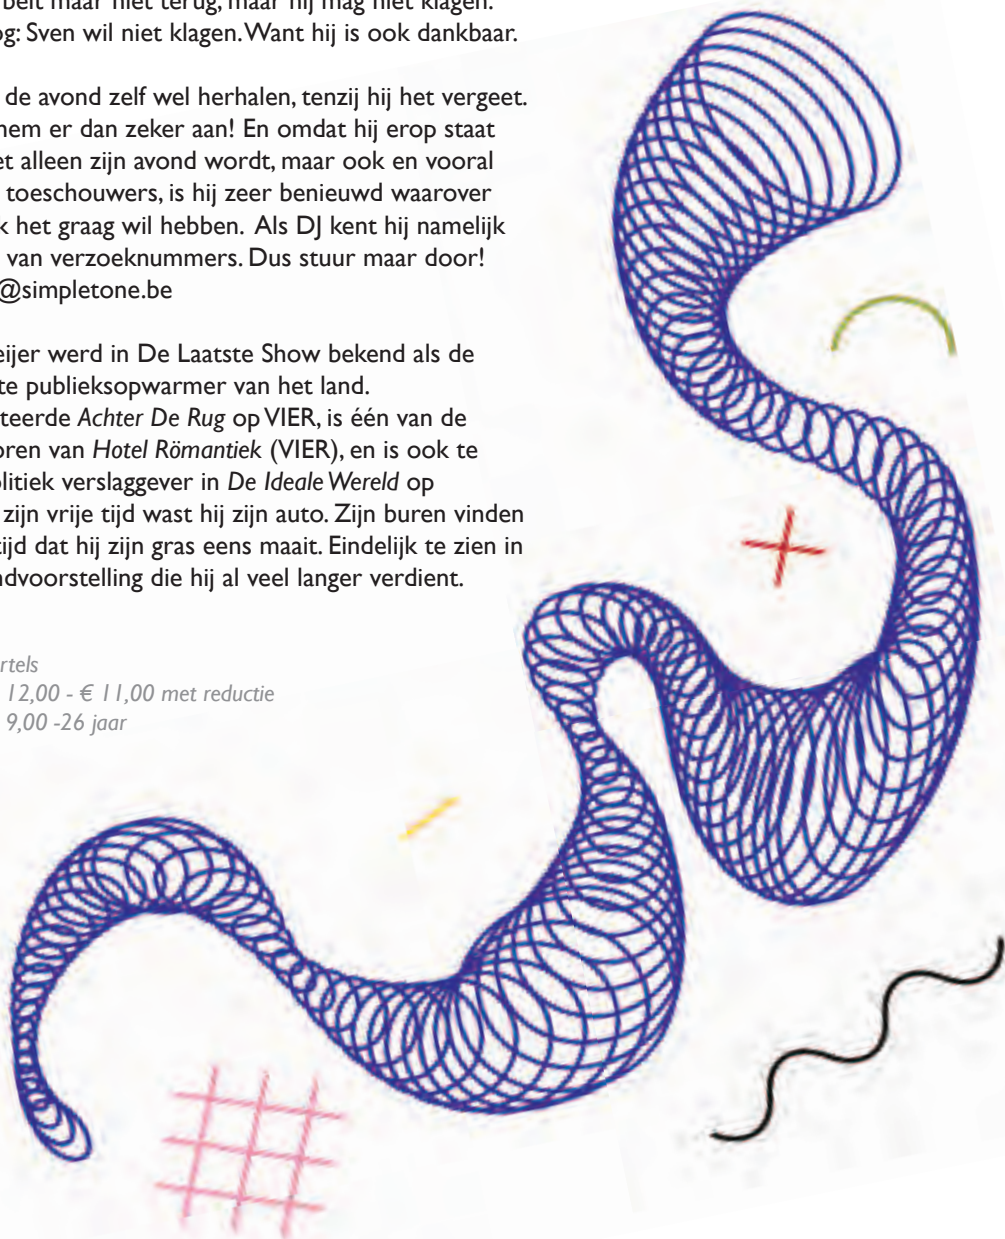 belt maar niet terug, maar hij mag niet klagen.
og: Sven wil niet klagen. Want hij is ook dankbaar.
de avond zelf wel herhalen, tenzij hij het vergeet.
hem er dan zeker aan! En omdat hij erop staat
et alleen zijn avond wordt, maar ook en vooral
toeschouwers, is hij zeer benieuwd waarover
k het graag wil hebben. Als DJ kent hij namelijk
van verzoeknummers. Dus stuur maar door!
@simpletone.be
eijer werd in De Laatste Show bekend als de
te publieksopwarmer van het land.
teerde Achter De Rug op VIER, is één van de
oren van Hotel Römantiek (VIER), en is ook te
olitiek verslaggever in De Ideale Wereld op
zijn vrije tijd wast hij zijn auto. Zijn buren vinden
tijd dat hij zijn gras eens maait. Eindelijk te zien in
ndvoorstelling die hij al veel langer verdient.
rtels
12,00 - € 11,00 met reductie
9,00 -26 jaar